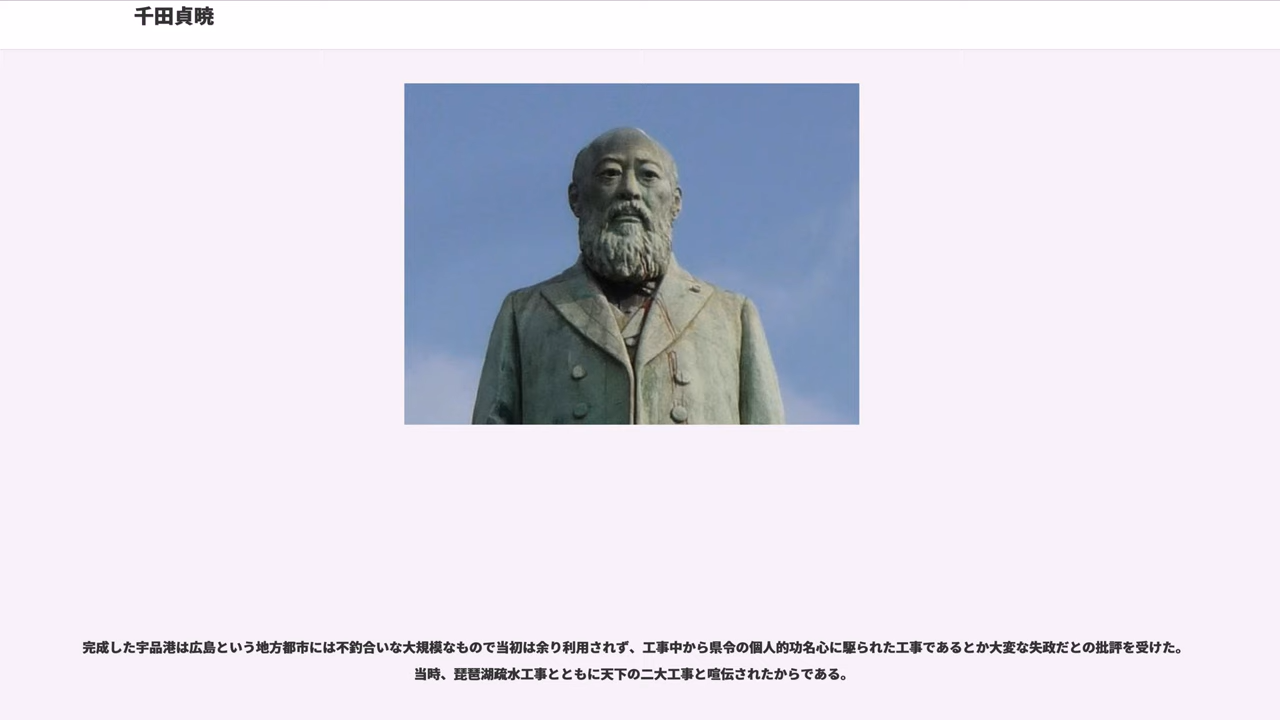 千田貞暁
完成した宇品港は広島という地方都市には不釣合いな大規模なもので当初は余り利用されず、工事中から県令の個人的功名心に駆られた工事であるとか大変な失政だとの批評を受けた。
当時、琵琶湖疏水工事とともに天下の二大工事と喧伝されたからである。